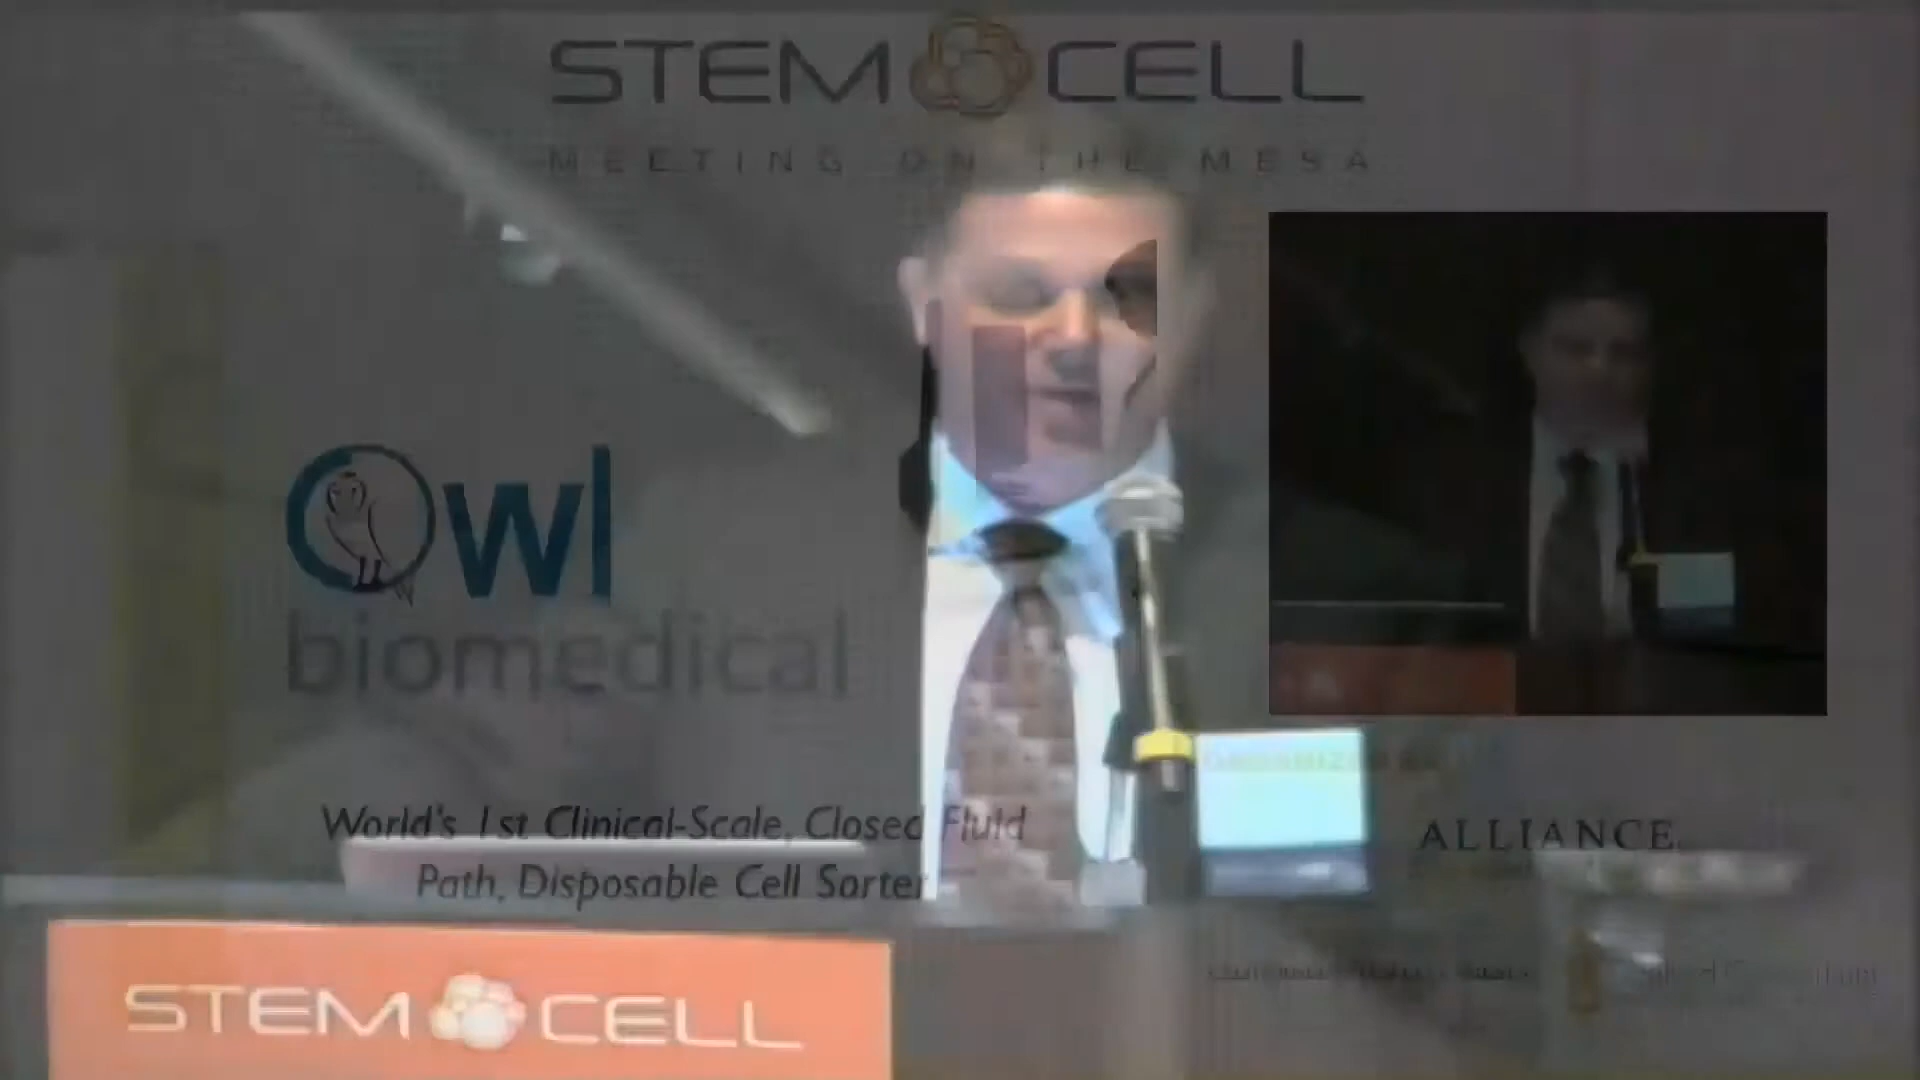 STEM CELL
MEETING ON THE MESA
Owl
biomedical
World's 1st Clinical-Scale, Closed Fluid
Path, Disposable Cell Sorter
ALLIANCE
STEM CELL